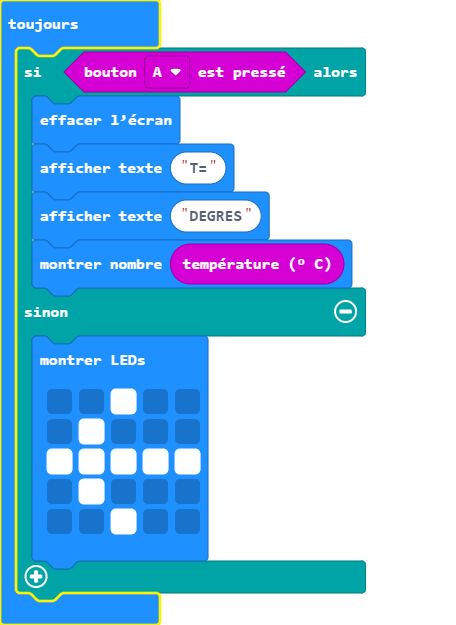 toujours
si bouton A est pressé alors
effacer l'écran
afficher texte "T="
afficher texte "DEGRES"
montrer nombre température (º C)
sinon
montrer LEDs